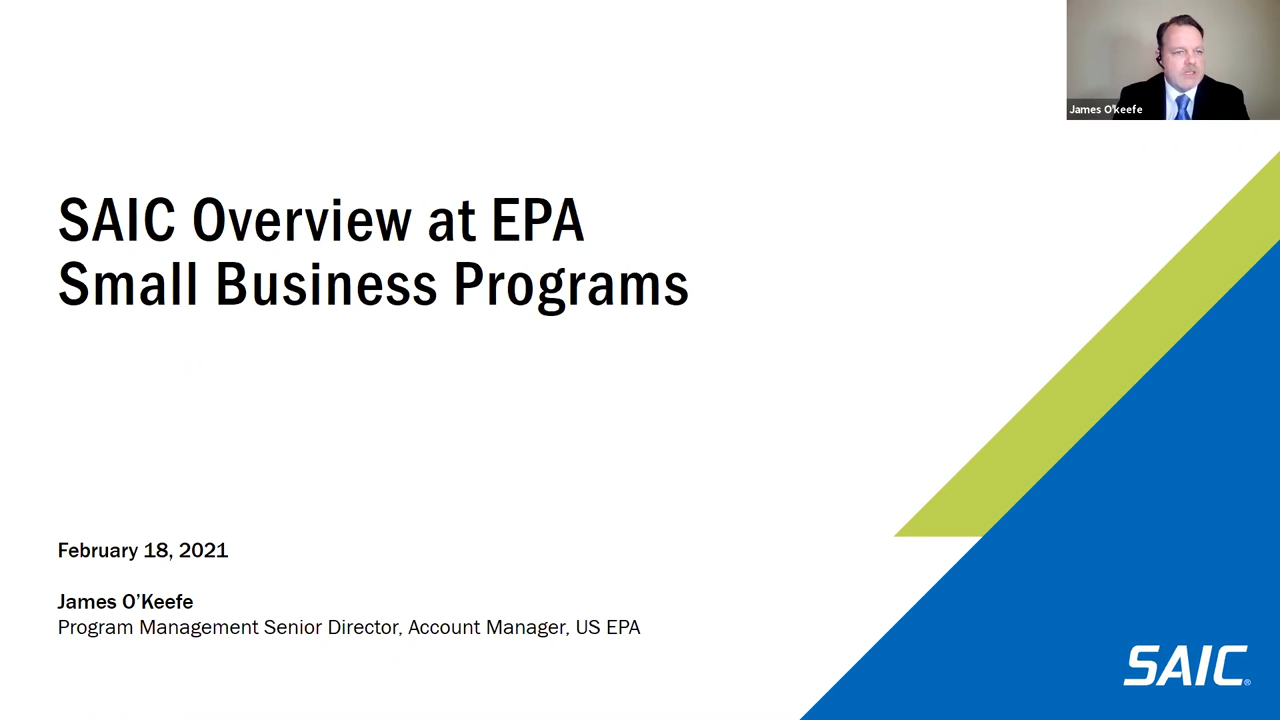 James O'keefe
SAIC Overview at EPA
Small Business Programs
February 18, 2021
James O’Keefe
Program Management Senior Director, Account Manager, US EPA
SAIC®